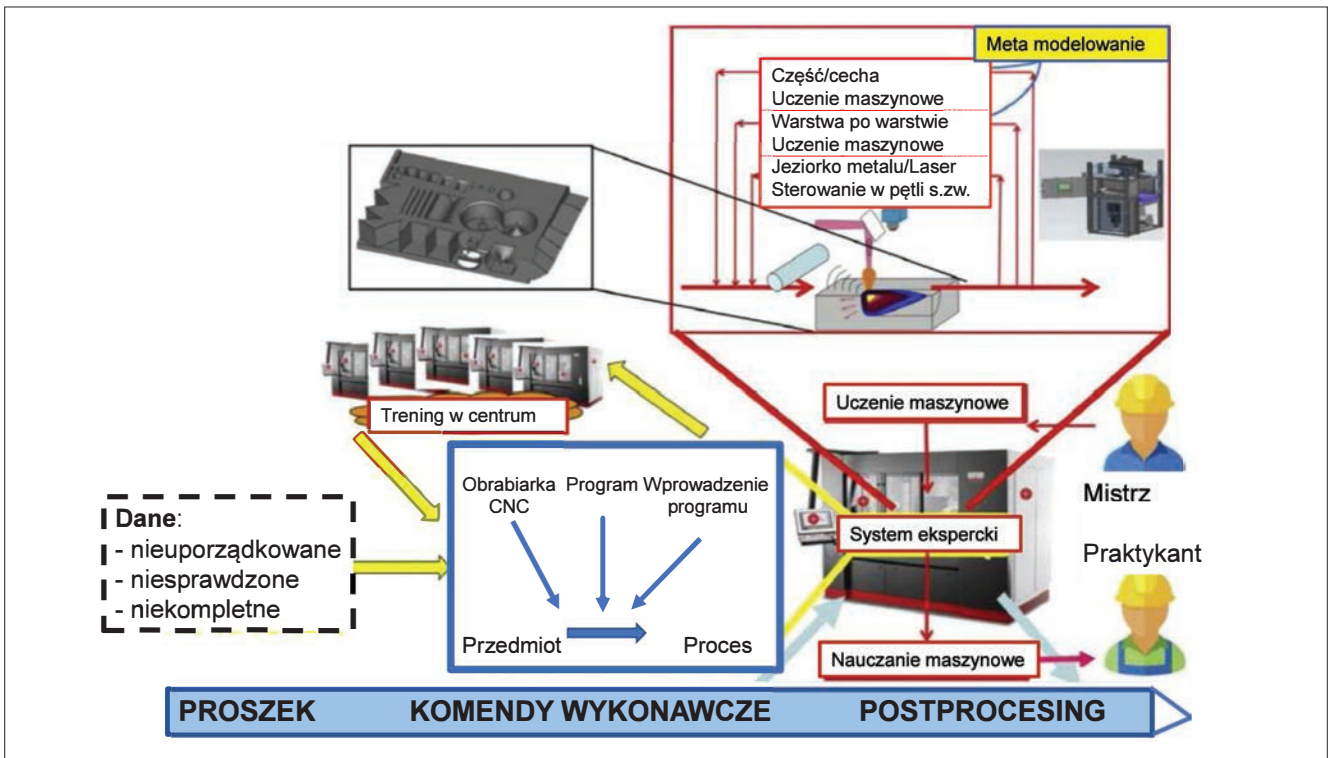 Meta modelowanie
Część/cecha
Uczenie maszynowe
Warstwa po warstwie
Uczenie maszynowe
Jeziorko metalu/Laser
Sterowanie w pętli s.zw.
Trening w centrum
Uczenie maszynowe
Obrabiarka
CNC
Program
Wprowadzenie
programu
Mistrz
Dane:
- nieuporządkowane
- niesprawdzone
- niekompletne
System ekspercki
Praktykant
Przedmiot
Proces
Nauczanie maszynowe
PROSZEK
KOMENDY WYKONAWCZE
POSTPROCESING